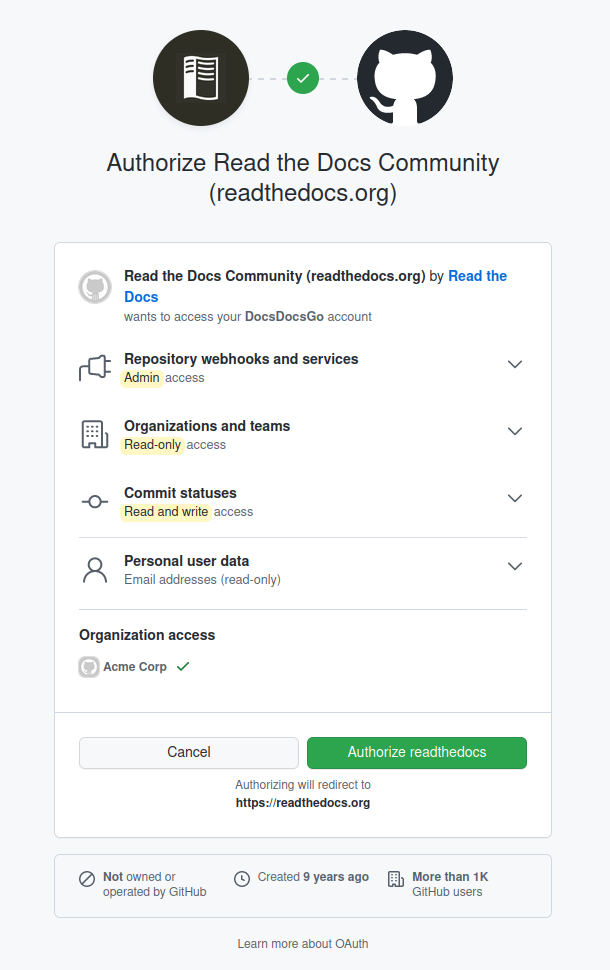 Authorize Read the Docs Community
(readthedocs.org)
Read the Docs Community (readthedocs.org) by Read the
Docs
wants to access your DocsDocsGo account
Repository webhooks and services
Admin access
Organizations and teams
Read-only access
Commit statuses
Read and write access
Personal user data
Email addresses (read-only)
Organization access
Acme Corp
Cancel
Authorize readthedocs
Authorizing will redirect to
https://readthedocs.org
Not owned or
operated by GitHub
Created 9 years ago
More than 1K
GitHub users
Learn more about OAuth